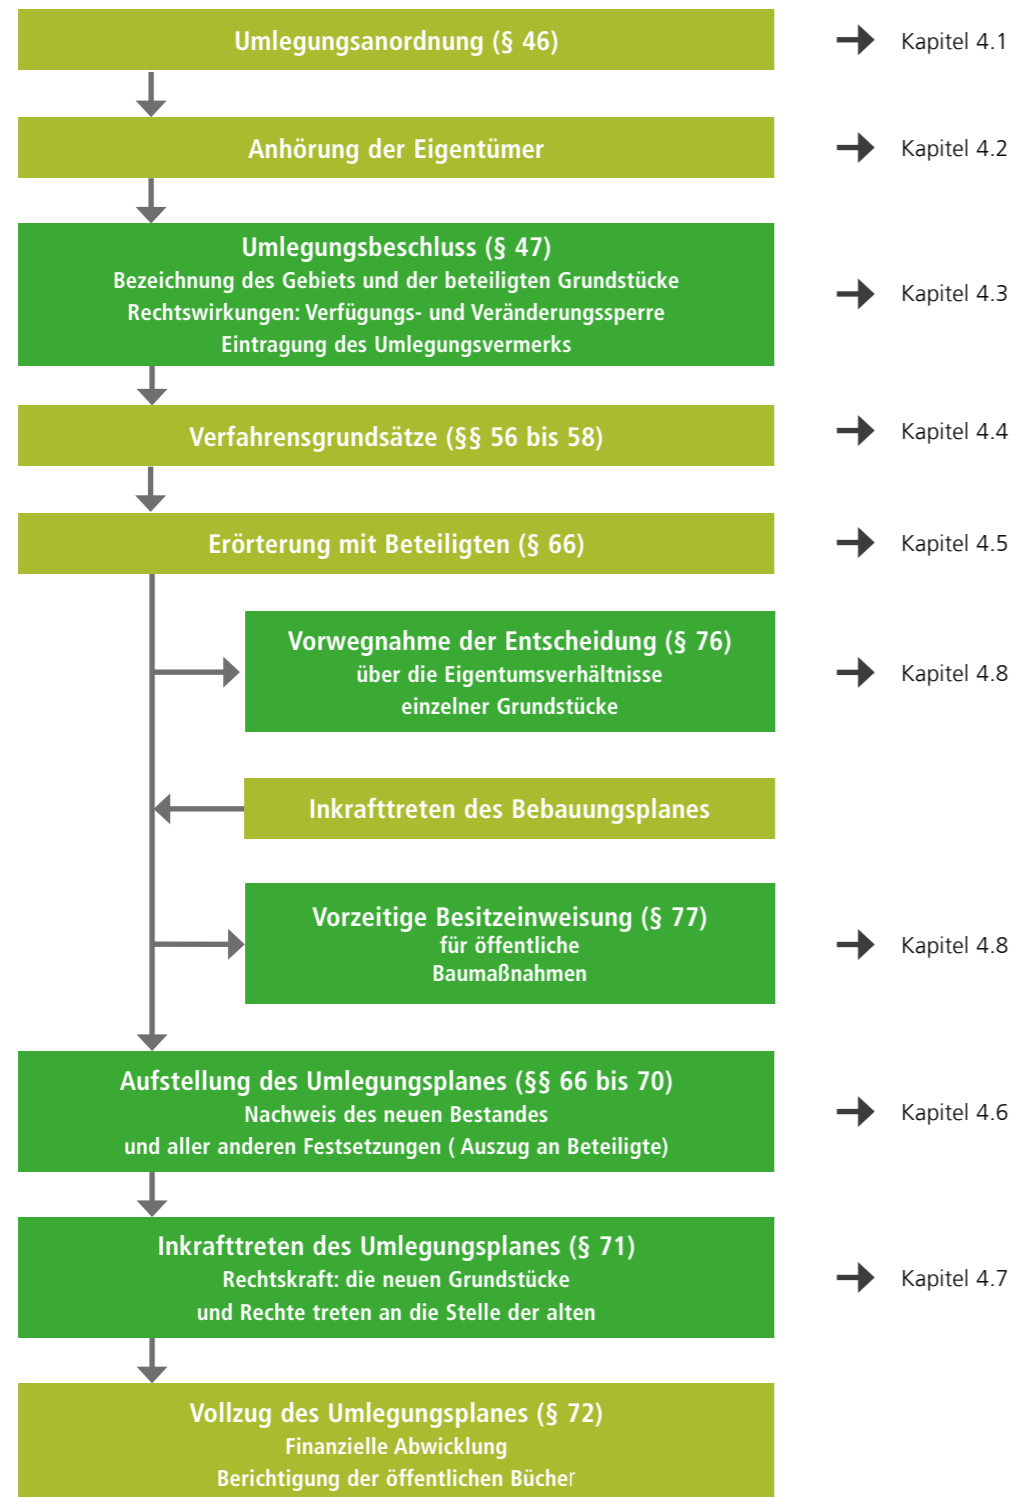 Umlegungsanordnung (§ 46)
Kapitel 4.1
Anhörung der Eigentümer
Kapitel 4.2
Umlegungsbeschluss (§ 47)
Bezeichnung des Gebiets und der beteiligten Grundstücke
Rechtswirkungen: Verfügungs- und Veränderungssperre
Eintragung des Umlegungsvermerks
Kapitel 4.3
Verfahrensgrundsätze (§§ 56 bis 58)
Kapitel 4.4
Erörterung mit Beteiligten (§ 66)
Kapitel 4.5
Vorwegnahme der Entscheidung (§ 76)
über die Eigentumsverhältnisse
einzelner Grundstücke
Kapitel 4.8
Inkrafttreten des Bebauungsplanes
Vorzeitige Besitzeinweisung (§ 77)
für öffentliche
Baumaßnahmen
Kapitel 4.8
Aufstellung des Umlegungsplanes (§§ 66 bis 70)
Nachweis des neuen Bestandes
und aller anderen Festsetzungen ( Auszug an Beteiligte)
Kapitel 4.6
Inkrafttreten des Umlegungsplanes (§ 71)
Rechtskraft: die neuen Grundstücke
und Rechte treten an die Stelle der alten
Kapitel 4.7
Vollzug des Umlegungsplanes (§ 72)
Finanzielle Abwicklung
Berichtigung der öffentlichen Bücher